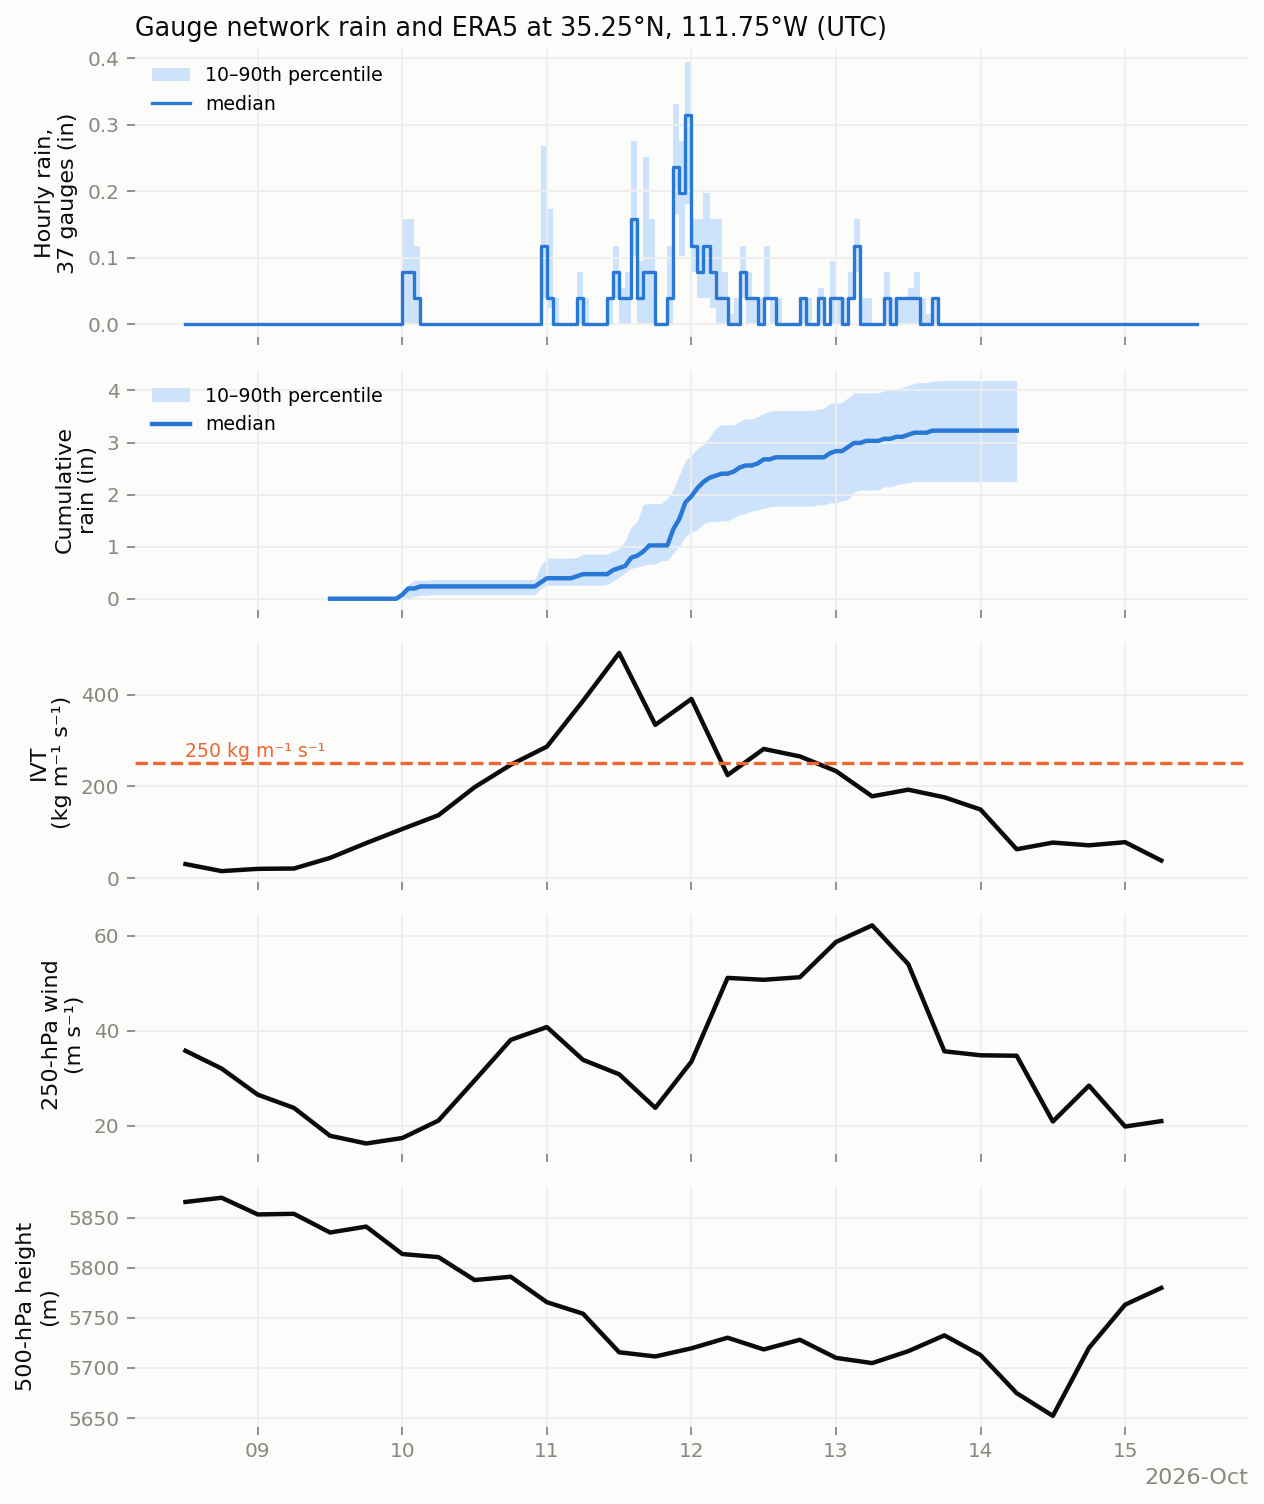 Gauge network rain and ERA5 at 35.25°N, 111.75°W (UTC)
Hourly rain,
37 gauges (in)
0.4
0.3
0.2
0.1
0.0
10–90th percentile
median
Cumulative
rain (in)
4
3
2
1
0
10–90th percentile
median
IVT
(kg m⁻¹ s⁻¹)
400
200
0
250 kg m⁻¹ s⁻¹
250-hPa wind
(m s⁻¹)
60
40
20
500-hPa height
(m)
5850
5800
5750
5700
5650
09 10 11 12 13 14 15
2026-Oct